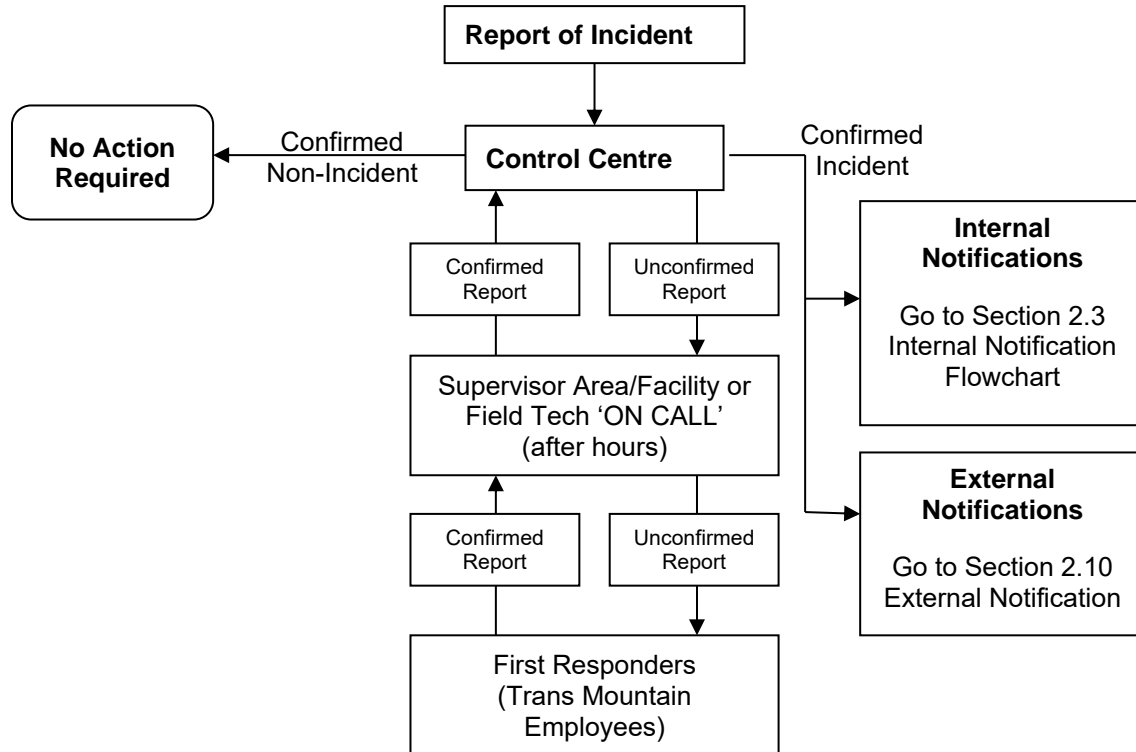 Report of Incident
No Action
Required
Confirmed
Non-Incident
Control Centre
Confirmed
Incident
Confirmed
Report
Unconfirmed
Report
Internal
Notifications
Go to Section 2.3
Internal Notification
Flowchart
Supervisor Area/Facility or
Field Tech ‘ON CALL’
(after hours)
Confirmed
Report
Unconfirmed
Report
External
Notifications
Go to Section 2.10
External Notification
First Responders
(Trans Mountain
Employees)